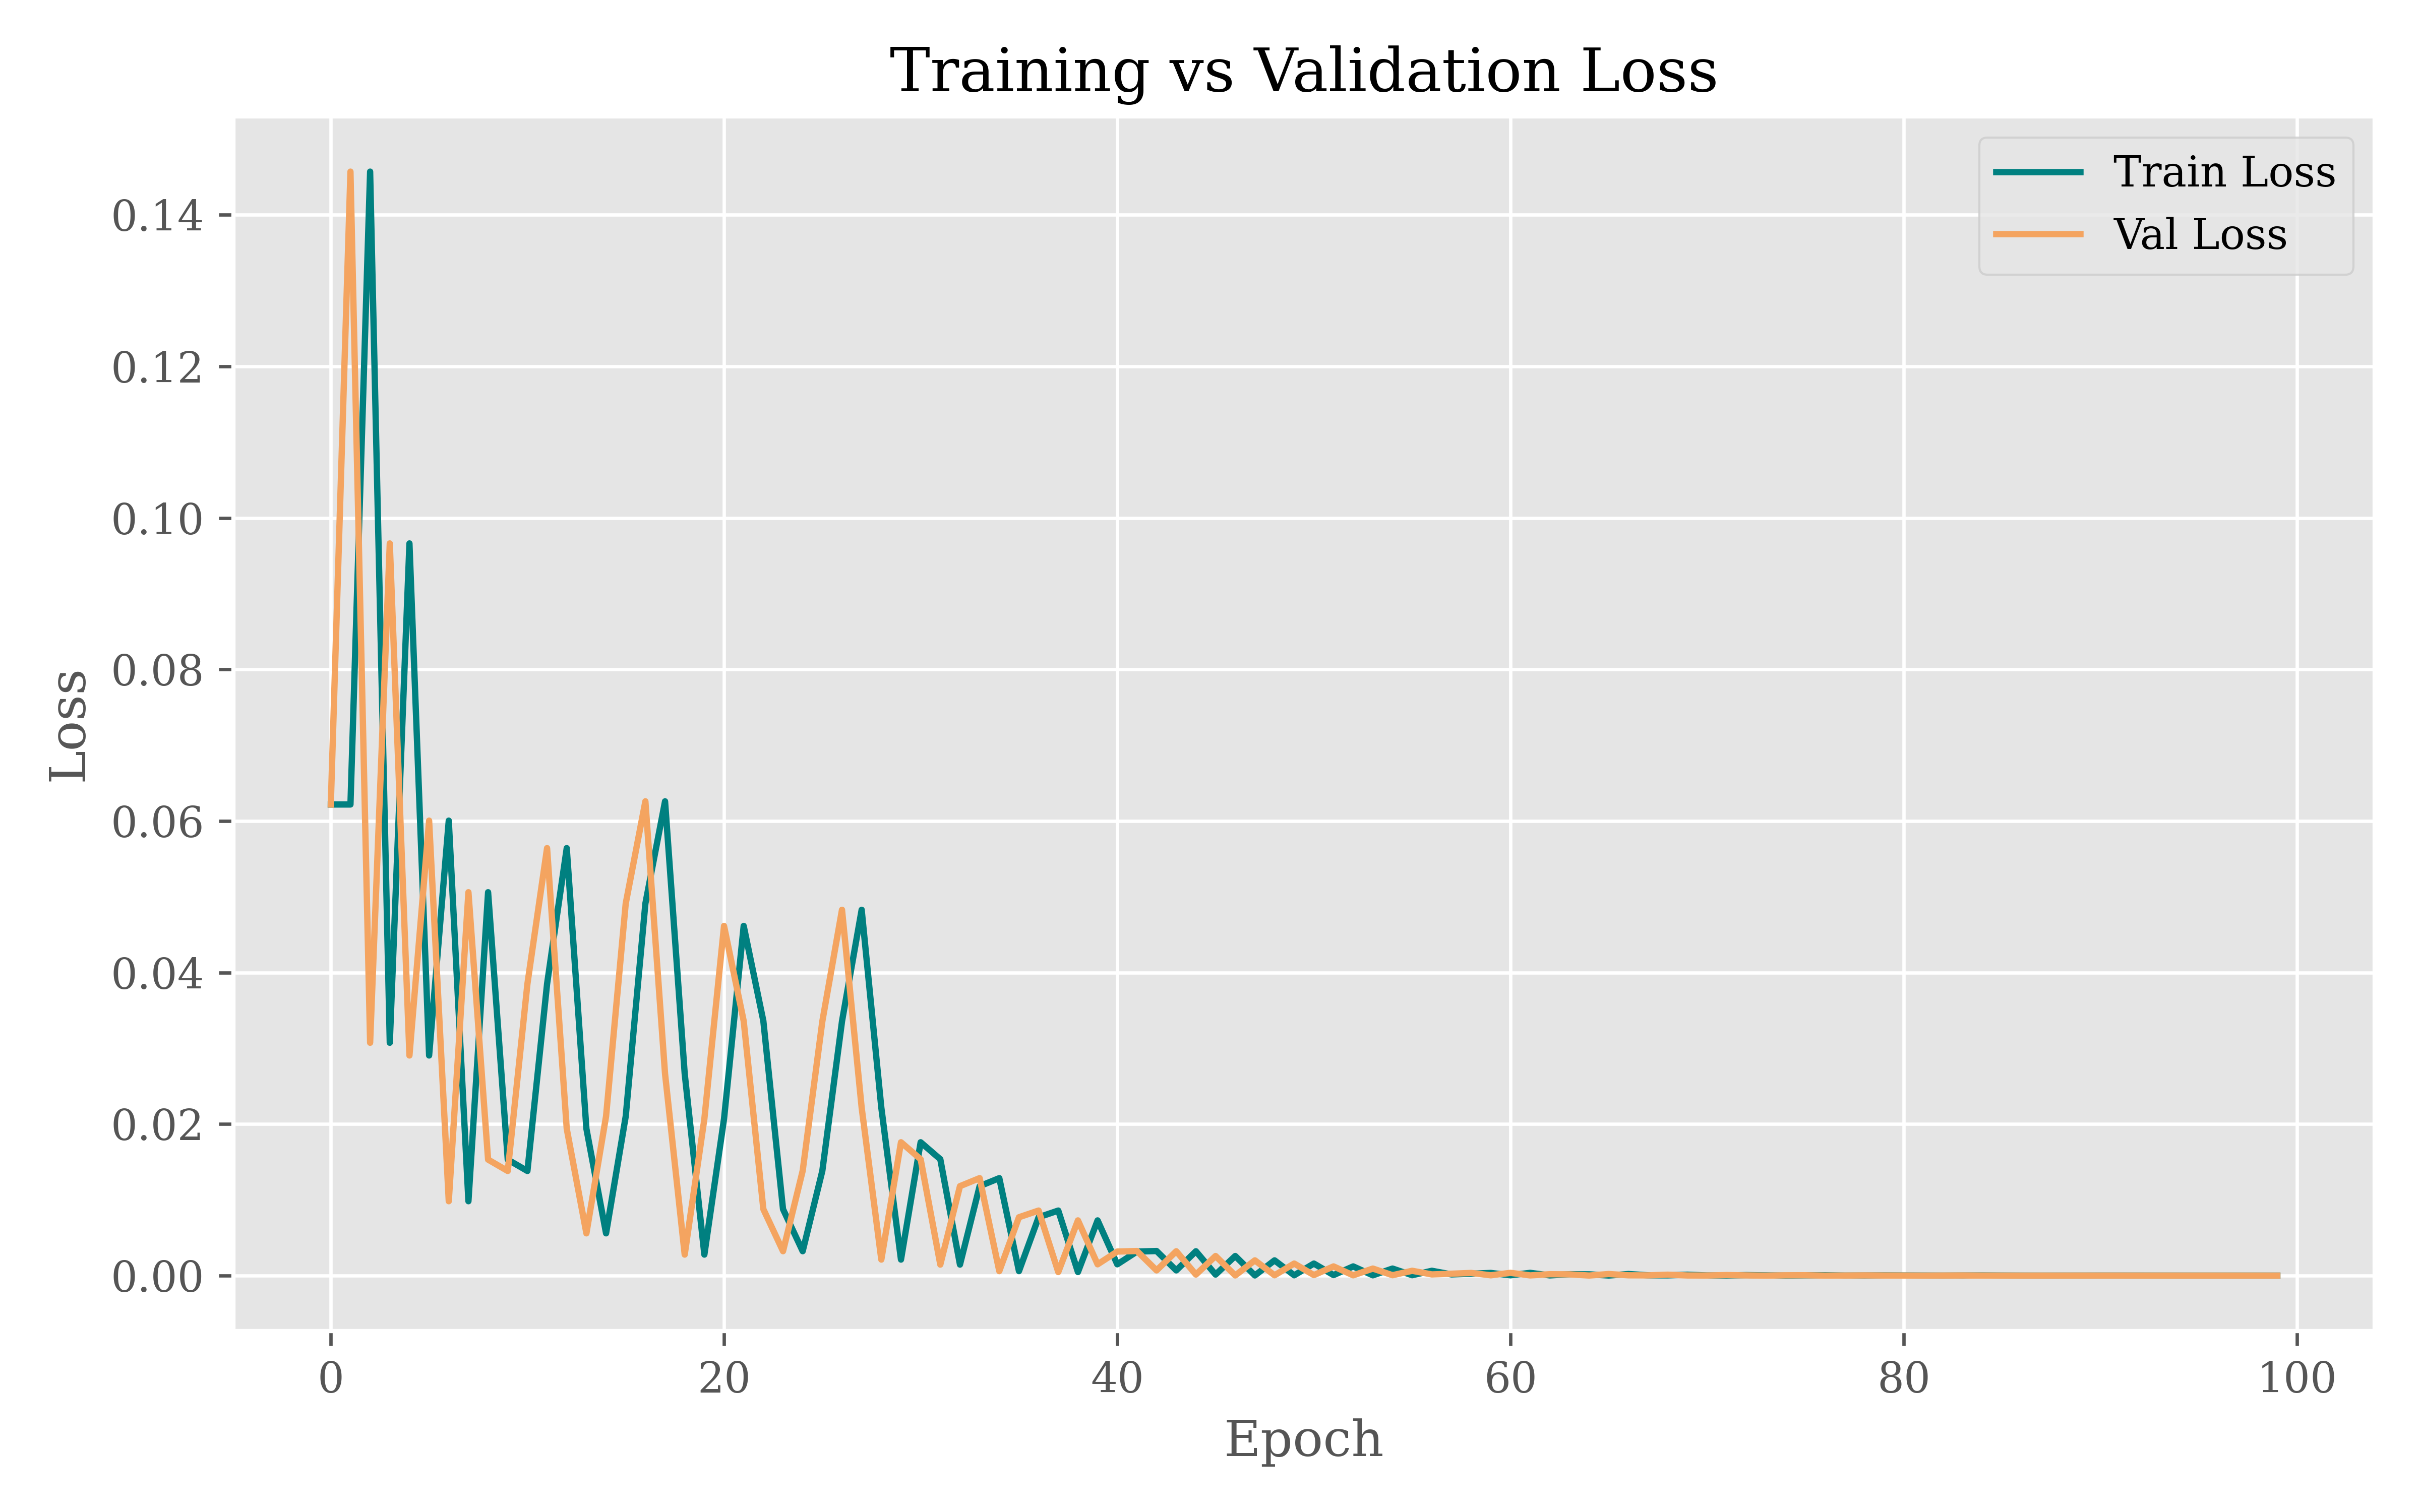 Training vs Validation Loss
Train Loss
Val Loss
0.14
0.12
0.10
0.08
0.06
0.04
0.02
0.00
Loss
0 20 40 60 80 100
Epoch